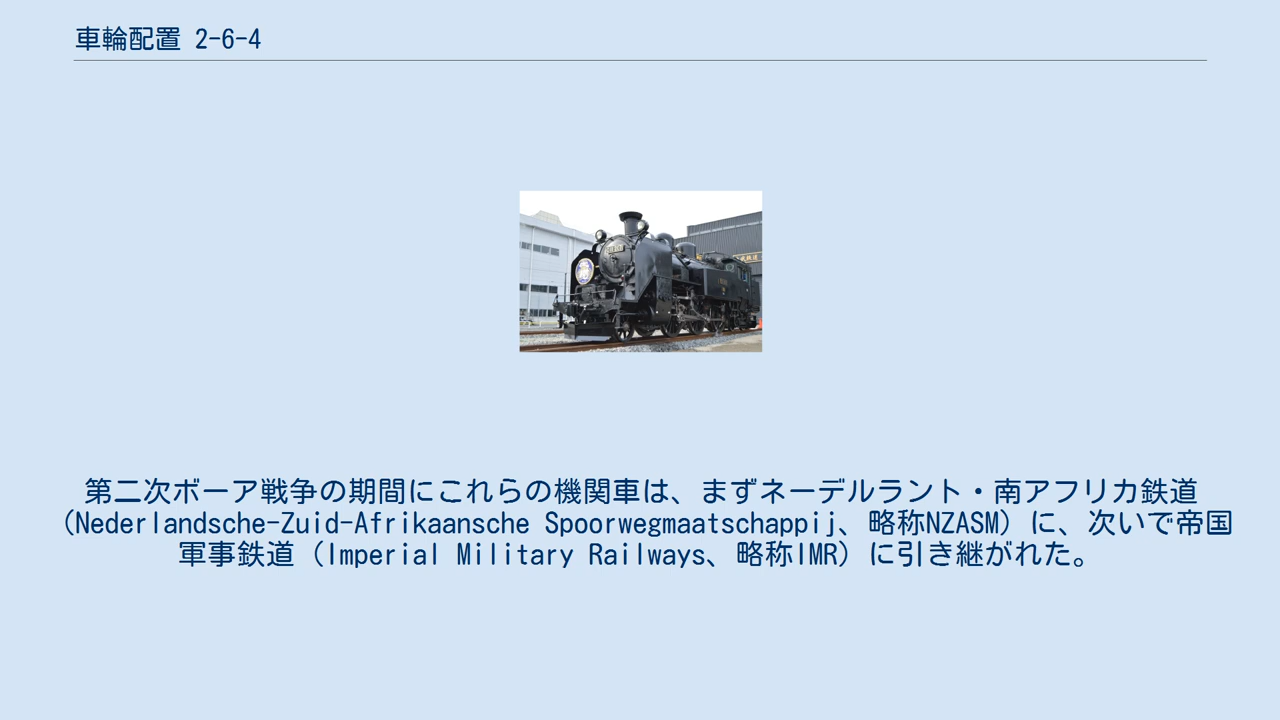 車輪配置 2-6-4
第二次ボーア戦争の期間にこれらの機関車は、まずネーデルラント・南アフリカ鉄道
（Nederlandsche-Zuid-Afrikaansche Spoorwegmaatschappij、略称NZASM）に、次いで帝国
軍事鉄道（Imperial Military Railways、略称IMR）に引き継がれた。